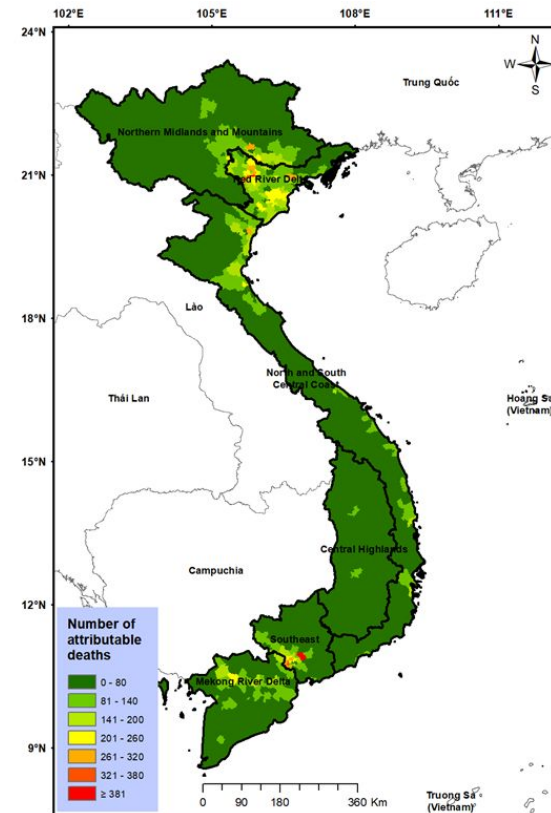 102°E
105°E
108°E
111°E
24°N
N
W
E
S
Trung Quốc
Northern Midlands and Mountains
21°N
Red River Delta
18°N
Lào
North and South
Central Coast
Thái Lan
Hoang Sa
(Vietnam)
15°N
Central Highlands
Campuchia
12°N
Number of
attributable
deaths
0 - 80
81 - 140
141 - 200
201 - 260
261 - 320
321 - 380
≥ 381
Southeast
Mekong River Delta
9°N
0 90 180 360 Km
Truong Sa
(Vietnam)